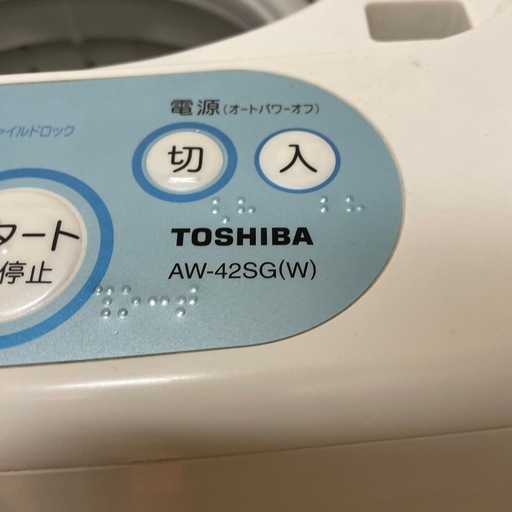 電源(オートパワーオフ)
ャイルドロック
切 入
タート
停止
TOSHIBA
AW-42SG(W)